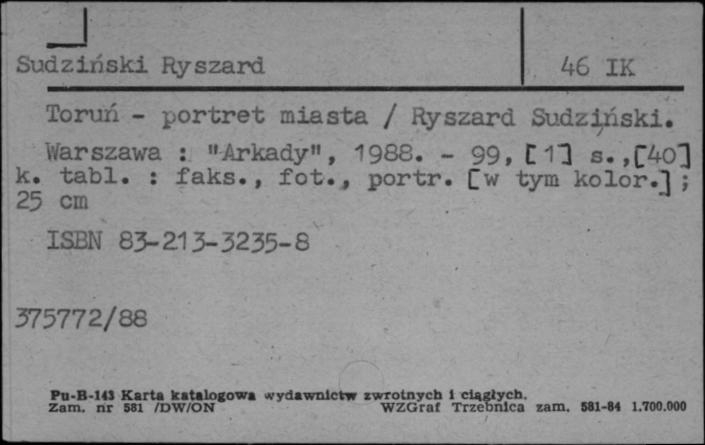 Sudziński Ryszard
46 IK
Toruń - portret miasta / Ryszard Sudziński.
Warszawa : "Arkady", 1988. - 99, [1] s.,[40]
k. tabl. : faks., fot., portr. [w tym kolor.] ;
25 cm
ISBN 83-213-3235-8
375772/88
Pu-B-143 Karta katalogowa wydawnictw zwrotnych i ciągłych.
Zam. nr 581 /DW/ON WZGraf Trzebnica zam. 581-84 1.700.000